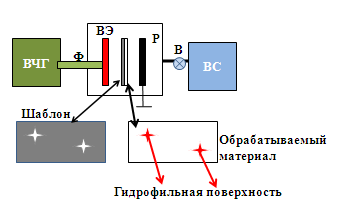 ВЭ
Р
ВЧГ
Ф
В
ВС
Шаблон
Обрабатываемый
материал
Гидрофильная поверхность